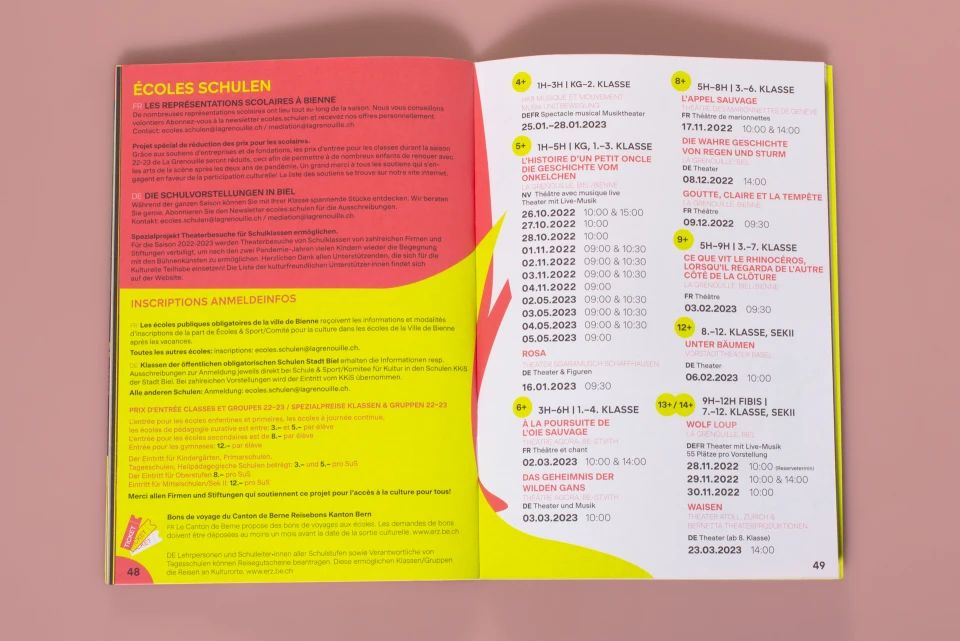 ÉCOLES SCHULEN
FR LES REPRÉSENTATIONS SCOLAIRES À BIENNE
De nombreuses représentations scolaires ont lieu tout au long de la saison. Nous vous conseillons
volontiers Abonnez-vous à la newsletter ecoles.schulen et recevez nos offres personnellement.
Contact: ecoles.schulen@lagrenouille.ch / mediation@lagrenouille.ch
Projet spécial de réduction des prix pour les scolaires.
Grâce aux soutiens d'entreprises et de fondations, les prix d'entrée pour les classes durant la saison
22-23 de La Grenouille seront réduits, ceci afin de permettre à de nombreux enfants de renouer avec
les arts de la scène après les deux ans de pandémie. Un grand merci à tous les soutiens qui s'en-
gagent en faveur de la participation culturelle! La liste des soutiens se trouve sur notre site internet.
DE DIE SCHULVORSTELLUNGEN IN BIEL
Während der ganzen Saison können Sie mit Ihrer Klasse spannende Stücke entdecken. Wir beraten
Sie gerne. Abonnieren Sie den Newsletter ecoles.schulen für die Ausschreibungen.
Kontakt: ecoles.schulen@lagrenouille.ch / mediation@lagrenouille.ch
Spezialprojekt Theaterbesuche für Schulklassen ermöglichen.
Für die Saison 2022-2023 werden Theaterbesuche von Schulklassen von zahlreichen Firmen und
Stiftungen verbilligt, um nach den zwei Pandemie-Jahren vielen Kindern wieder die Begegnung
mit den Bühnenkünsten zu ermöglichen. Herzlichen Dank allen Unterstützenden, die sich für die
Kulturelle Teilhabe einsetzen! Die Liste der kulturfreundlichen Unterstützer·innen findet sich
auf der Website.
INSCRIPTIONS ANMELDEINFOS
FR Les écoles publiques obligatoires de la ville de Bienne reçoivent les informations et modalités
d'inscriptions de la part de Écoles & Sport/Comité pour la culture dans les écoles de la Ville de Bienne
après les vacances.
Toutes les autres écoles: inscriptions: ecoles.schulen@lagrenouille.ch.
DE Klassen der öffentlichen obligatorischen Schulen Stadt Biel erhalten die Informationen resp.
Ausschreibungen zur Anmeldung jeweils direkt bei Schule & Sport/Komitee für Kultur in den Schulen KKiS
der Stadt Biel. Bei zahlreichen Vorstellungen wird der Eintritt vom KKiS übernommen.
Alle anderen Schulen: Anmeldung: ecoles.schulen@lagrenouille.ch.
PRIX D'ENTRÉE CLASSES ET GROUPES 22–23 / SPEZIALPREISE KLASSEN & GRUPPEN 22–23
L'entrée pour les écoles enfantines et primaires, les écoles à journée continue,
les écoles de pédagogie curative est entre: 3.– et 5.– par élève
L'entrée pour les écoles secondaires est de 8.– par élève
Entrée pour les gymnases: 12.– par élève
Der Eintritt für Kindergärten, Primarschulen,
Tagesschulen, Heilpädagogische Schulen beträgt: 3.– und 5.– pro SuS
Der Eintritt für Oberstufen 8.– pro SuS
Eintritt für Mittelschulen/Sek II: 12.– pro SuS
Merci allen Firmen und Stiftungen qui soutiennent ce projet pour l'accès à la culture pour tous!
TICKET
Bons de voyage du Canton de Berne Reisebons Kanton Bern
FR Le Canton de Berne propose des bons de voyages aux écoles. Les demandes de bons
doivent être déposées au moins un mois avant la date de la sortie culturelle. www.erz.be.ch
DE Lehrpersonen und Schulleiter·innen aller Schulstufen sowie Verantwortliche von
Tagesschulen können Reisegutscheine beantragen. Diese ermöglichen Klassen/Gruppen
die Reisen an Kulturorte, www.erz.be.ch
48
4+ 1H–3H | KG–2. KLASSE
MUSIQUE ET MOUVEMENT
MUSIK UND BEWEGUNG
DEFR Spectacle musical Musiktheater
25.01.–28.01.2023
5+ 1H–5H | KG, 1.–3. KLASSE
L'HISTOIRE D'UN PETIT ONCLE
DIE GESCHICHTE VOM
ONKELCHEN
LA GRENOUILLE, BIEL/BIENNE
NV Théâtre avec musique live
Theater mit Live-Musik
26.10.2022 10:00 & 15:00
27.10.2022 10:00
28.10.2022 10:00
01.11.2022 09:00 & 10:30
02.11.2022 09:00 & 10:30
03.11.2022 09:00 & 10:30
04.11.2022 09:00
02.05.2023 09:00 & 10:30
03.05.2023 09:00 & 10:30
04.05.2023 09:00 & 10:30
05.05.2023 09:00
ROSA
THEATER SGARAMUSCH, SCHAFFHAUSEN
DE Theater & Figuren
16.01.2023 09:30
6+ 3H–6H | 1.–4. KLASSE
À LA POURSUITE DE
L'OIE SAUVAGE
THÉÂTRE AGORA, BE-ST.VITH
FR Théâtre et chant
02.03.2023 10:00 & 14:00
DAS GEHEIMNIS DER
WILDEN GANS
THEATRE AGORA, BE-ST.VITH
DE Theater und Musik
03.03.2023 10:00
8+ 5H–8H | 3.–6. KLASSE
L'APPEL SAUVAGE
THÉÂTRE DES MARIONNETTES DE GENÈVE
FR Théâtre de marionnettes
17.11.2022 10:00 & 14:00
DIE WAHRE GESCHICHTE
VON REGEN UND STURM
LA GRENOUILLE, BIEL
DE Theater
08.12.2022 14:00
GOUTTE, CLAIRE ET LA TEMPÊTE
LA GRENOUILLE, BIENNE
FR Théâtre
09.12.2022 09:30
9+ 5H–9H | 3.–7. KLASSE
CE QUE VIT LE RHINOCÉROS,
LORSQU'IL REGARDA DE L'AUTRE
CÔTÉ DE LA CLÔTURE
LA GRENOUILLE, BIEL/BIENNE
FR Théâtre
03.02.2023 09:30
12+ 8.–12. KLASSE, SEKII
UNTER BÄUMEN
VORSTADTTHEATER BASEL
DE Theater
06.02.2023 10:00
13+/ 14+ 9H–12H FIBIS |
7.–12. KLASSE, SEKII
WOLF LOUP
LA GRENOUILLE, BIEL
DEFR Theater mit Live-Musik
55 Plätze pro Vorstellung
28.11.2022 10:00 (Reservetermin)
29.11.2022 10:00 & 14:00
30.11.2022 10:00
WAISEN
THEATER ATOLL, ZÜRICH &
BERNETTA THEATERPRODUKTIONEN
DE Theater (ab 8. Klasse)
23.03.2023 14:00
49